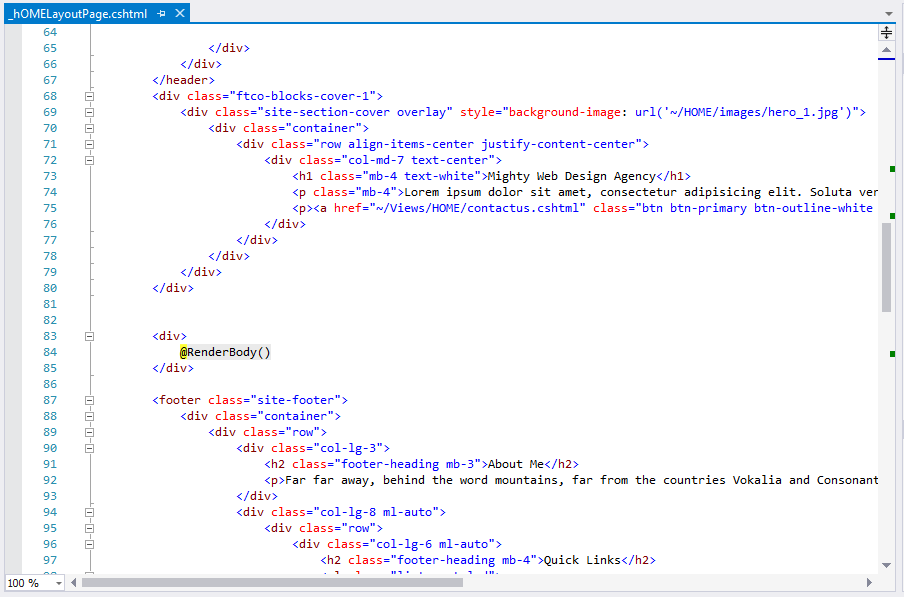 _hOMELayoutPage.cshtml
64
65 </div>
66 </div>
67 </header>
68 <div class="ftco-blocks-cover-1">
69 <div class="site-section-cover overlay" style="background-image: url('~/HOME/images/hero_1.jpg')">
70 <div class="container">
71 <div class="row align-items-center justify-content-center">
72 <div class="col-md-7 text-center">
73 <h1 class="mb-4 text-white">Mighty Web Design Agency</h1>
74 <p class="mb-4">Lorem ipsum dolor sit amet, consectetur adipisicing elit. Soluta ver
75 <p><a href="~/Views/HOME/contactus.cshtml" class="btn btn-primary btn-outline-white
76 </div>
77 </div>
78 </div>
79 </div>
80 </div>
81
82
83 <div>
84 @RenderBody()
85 </div>
86
87 <footer class="site-footer">
88 <div class="container">
89 <div class="row">
90 <div class="col-lg-3">
91 <h2 class="footer-heading mb-3">About Me</h2>
92 <p>Far far away, behind the word mountains, far from the countries Vokalia and Consonant
93 </div>
94 <div class="col-lg-8 ml-auto">
95 <div class="row">
96 <div class="col-lg-6 ml-auto">
97 <h2 class="footer-heading mb-4">Quick Links</h2>
100 %